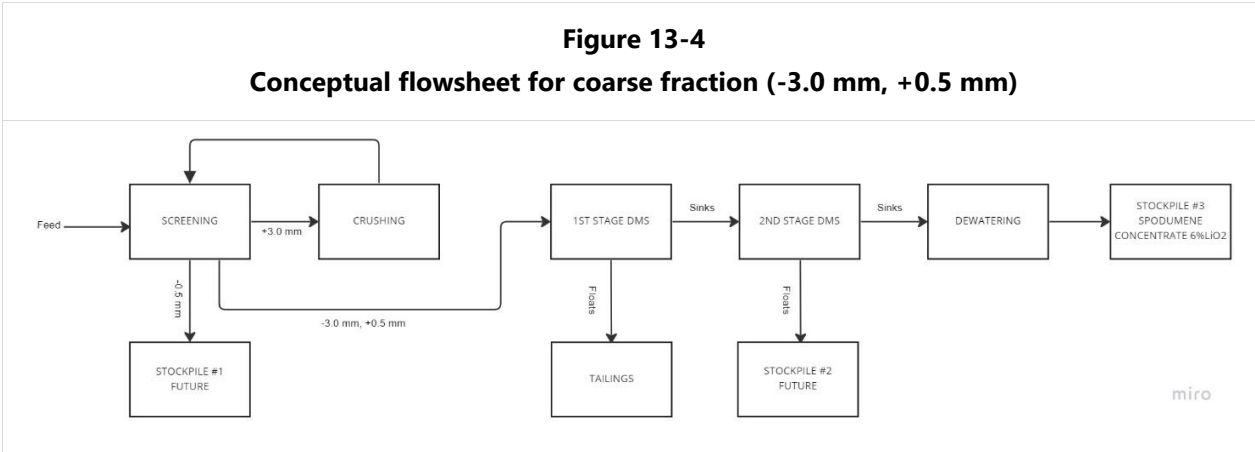 Figure 13-4
Conceptual flowsheet for coarse fraction (-3.0 mm, +0.5 mm)
Feed
SCREENING
+3.0 mm
CRUSHING
1ST STAGE DMS
Sinks
2ND STAGE DMS
Sinks
DEWATERING
STOCKPILE #3
SPODUMENE
CONCENTRATE 6%LiO2
-0.5 mm
-3.0 mm, +0.5 mm
Floats
Floats
STOCKPILE #1
FUTURE
TAILINGS
STOCKPILE #2
FUTURE
miro